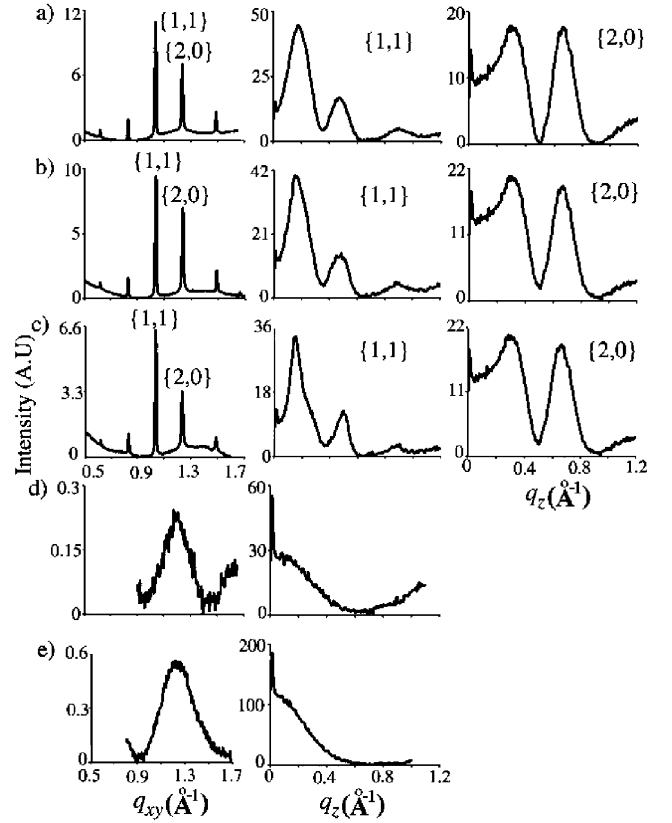 a) 12 6 0 {1,1} {2,0}
50 25 0 {1,1}
20 10 0 {2,0}
b) 10 5 0 {1,1} {2,0}
42 21 0 {1,1}
22 11 0 {2,0}
c) 6.6 3.3 0 {1,1} {2,0}
36 18 0 {1,1}
22 11 0 {2,0}
Intensity (A.U)
0.5 0.9 1.3 1.7
0 0.4 0.8 1.2
q_z(Å⁻¹)
d) 0.3 0.15 0
60 30 0
e) 0.6 0.3 0
200 100 0
0.5 0.9 1.3 1.7
0 0.4 0.8 1.2
q_xy(Å⁻¹)
q_z(Å⁻¹)